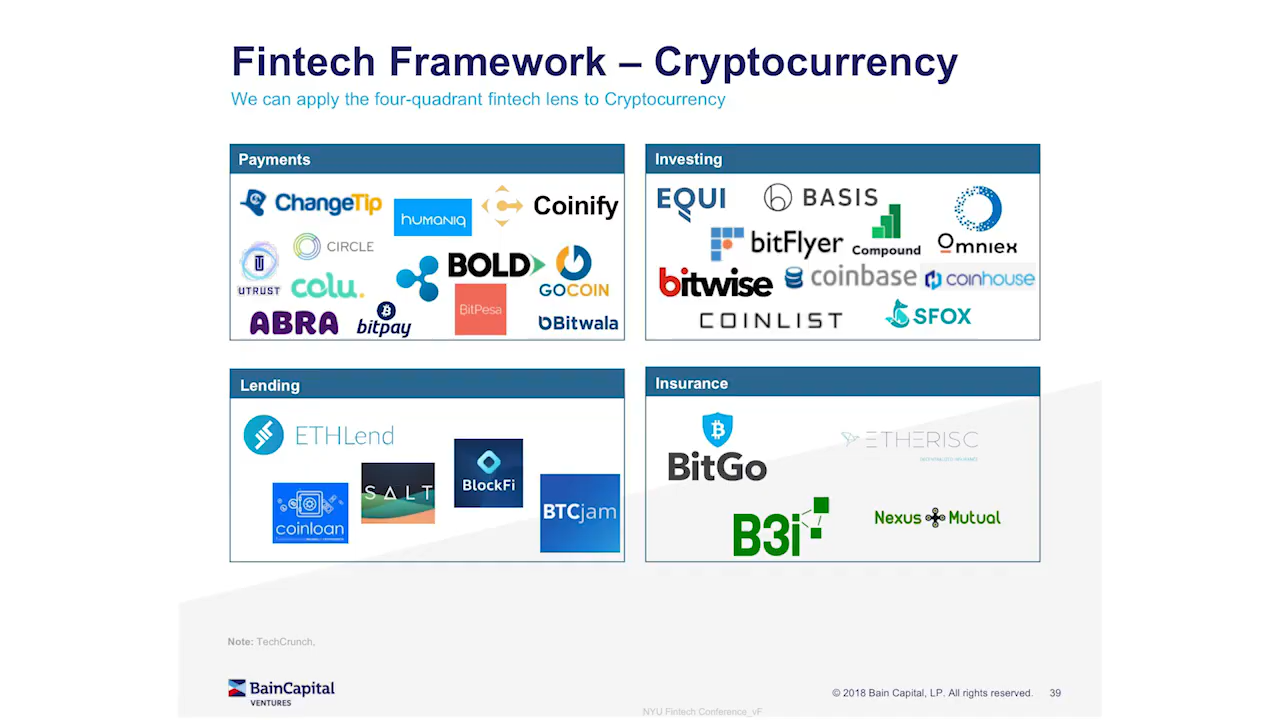 Fintech Framework – Cryptocurrency
We can apply the four-quadrant fintech lens to Cryptocurrency
Payments
ChangeTip
humaniq
Coinify
CIRCLE
UTRUST
colu.
BOLD
GOCOIN
ABRA
bitpay
BitPesa
Bitwala
Investing
EQUI
BASIS
bitFlyer
Compound
Omniex
bitwise
coinbase
coinhouse
COINLIST
SFOX
Lending
ETHLend
coinloan
SALT
BlockFi
BTCjam
Insurance
BitGo
ETHERISC
B3i
Nexus Mutual
Note: TechCrunch,
BainCapital
VENTURES
© 2018 Bain Capital, LP. All rights reserved. 39
NYU Fintech Conference_vF